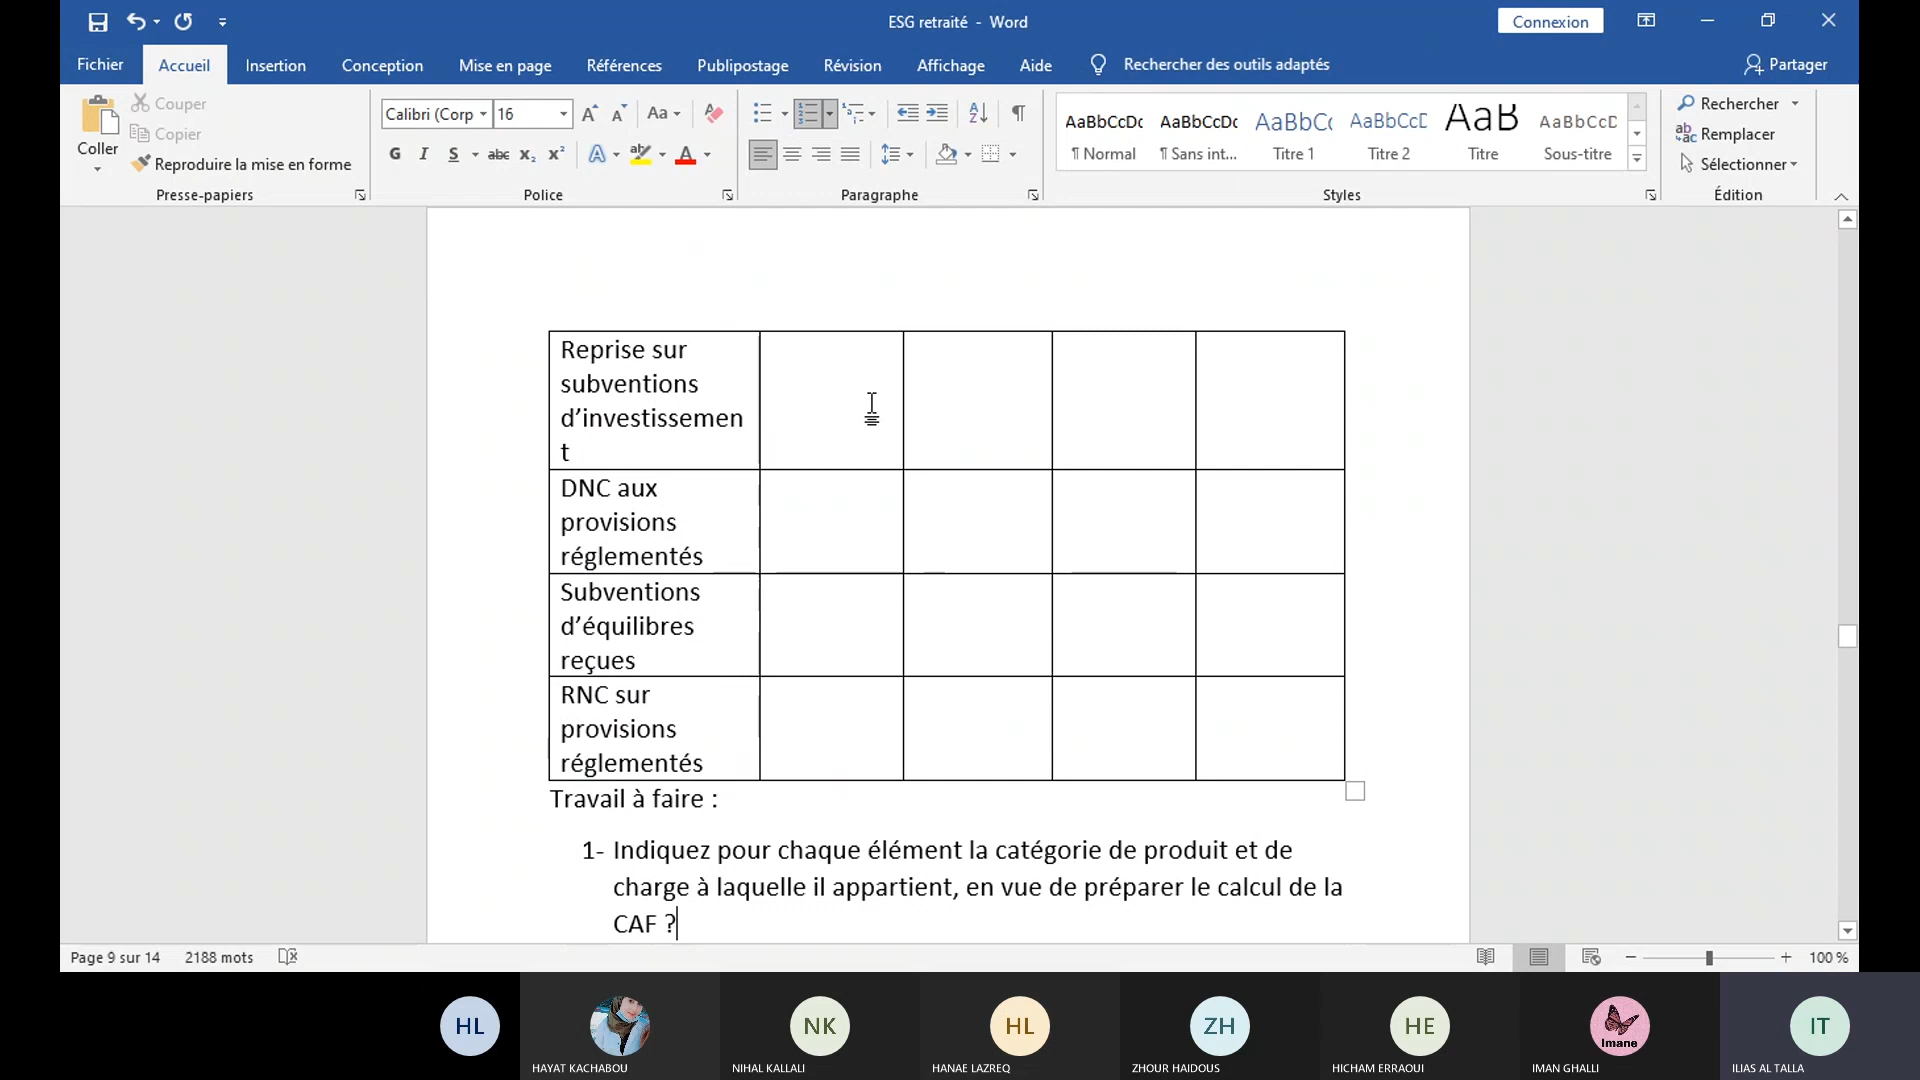 ESG retraité - Word
Connexion
Fichier
Accueil
Insertion
Conception
Mise en page
Références
Publipostage
Révision
Affichage
Aide
Rechercher des outils adaptés
Partager
Coller
Couper
Copier
Reproduire la mise en forme
Presse-papiers
Calibri (Corp
16
Aa
G I S abc x₂ x²
A A
Police
Paragraphe
AaBbCcDc
¶ Normal
AaBbCcDc
¶ Sans int...
AaBbCc
Titre 1
AaBbCcC
Titre 2
AaB
Titre
AaBbCcD
Sous-titre
Styles
Rechercher
Remplacer
Sélectionner
Édition
Reprise sur
subventions
d’investissemen
t
DNC aux
provisions
réglementés
Subventions
d’équilibres
reçues
RNC sur
provisions
réglementés
Travail à faire :
1- Indiquez pour chaque élément la catégorie de produit et de
charge à laquelle il appartient, en vue de préparer le calcul de la
CAF ?
Page 9 sur 14
2188 mots
100 %
HL
NK
HL
ZH
HE
Imane
IT
HAYAT KACHABOU
NIHAL KALLALI
HANAE LAZREQ
ZHOUR HAIDOUS
HICHAM ERRAOUI
IMAN GHALLI
ILIAS AL TALLA